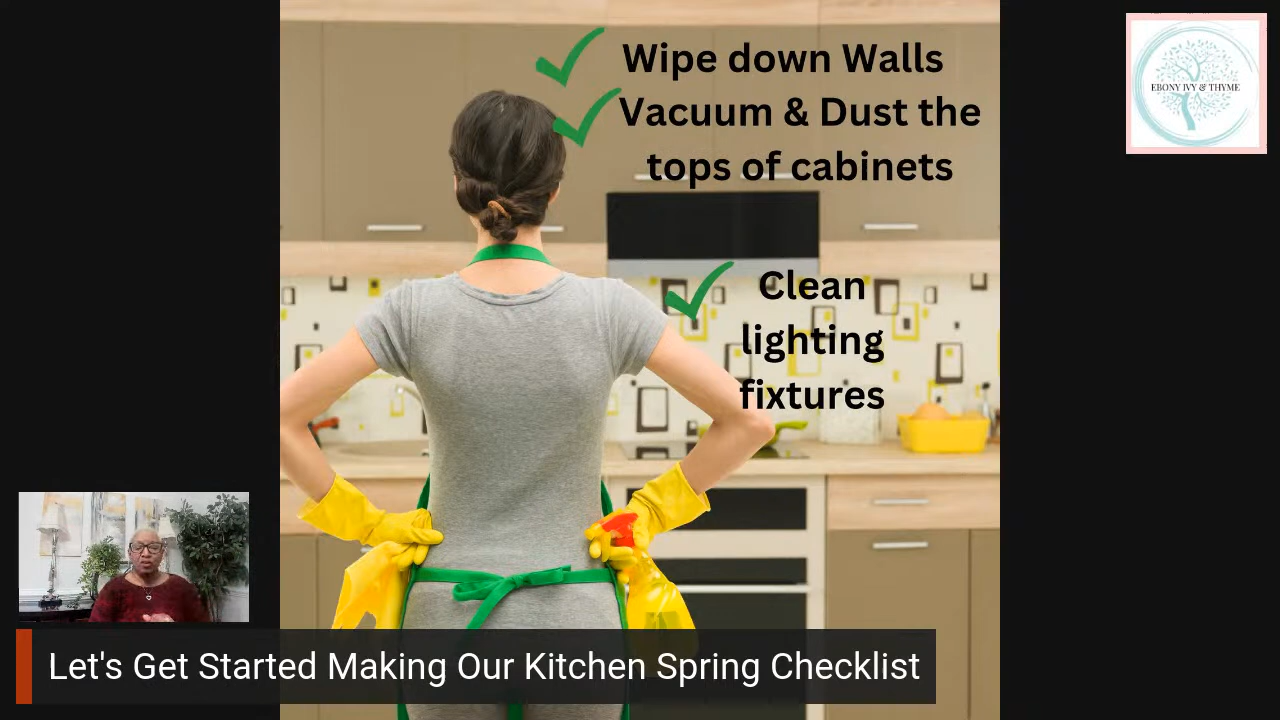 Wipe down Walls
Vacuum & Dust the
tops of cabinets
Clean
lighting
fixtures
EBONY IVY & THYME
Let's Get Started Making Our Kitchen Spring Checklist